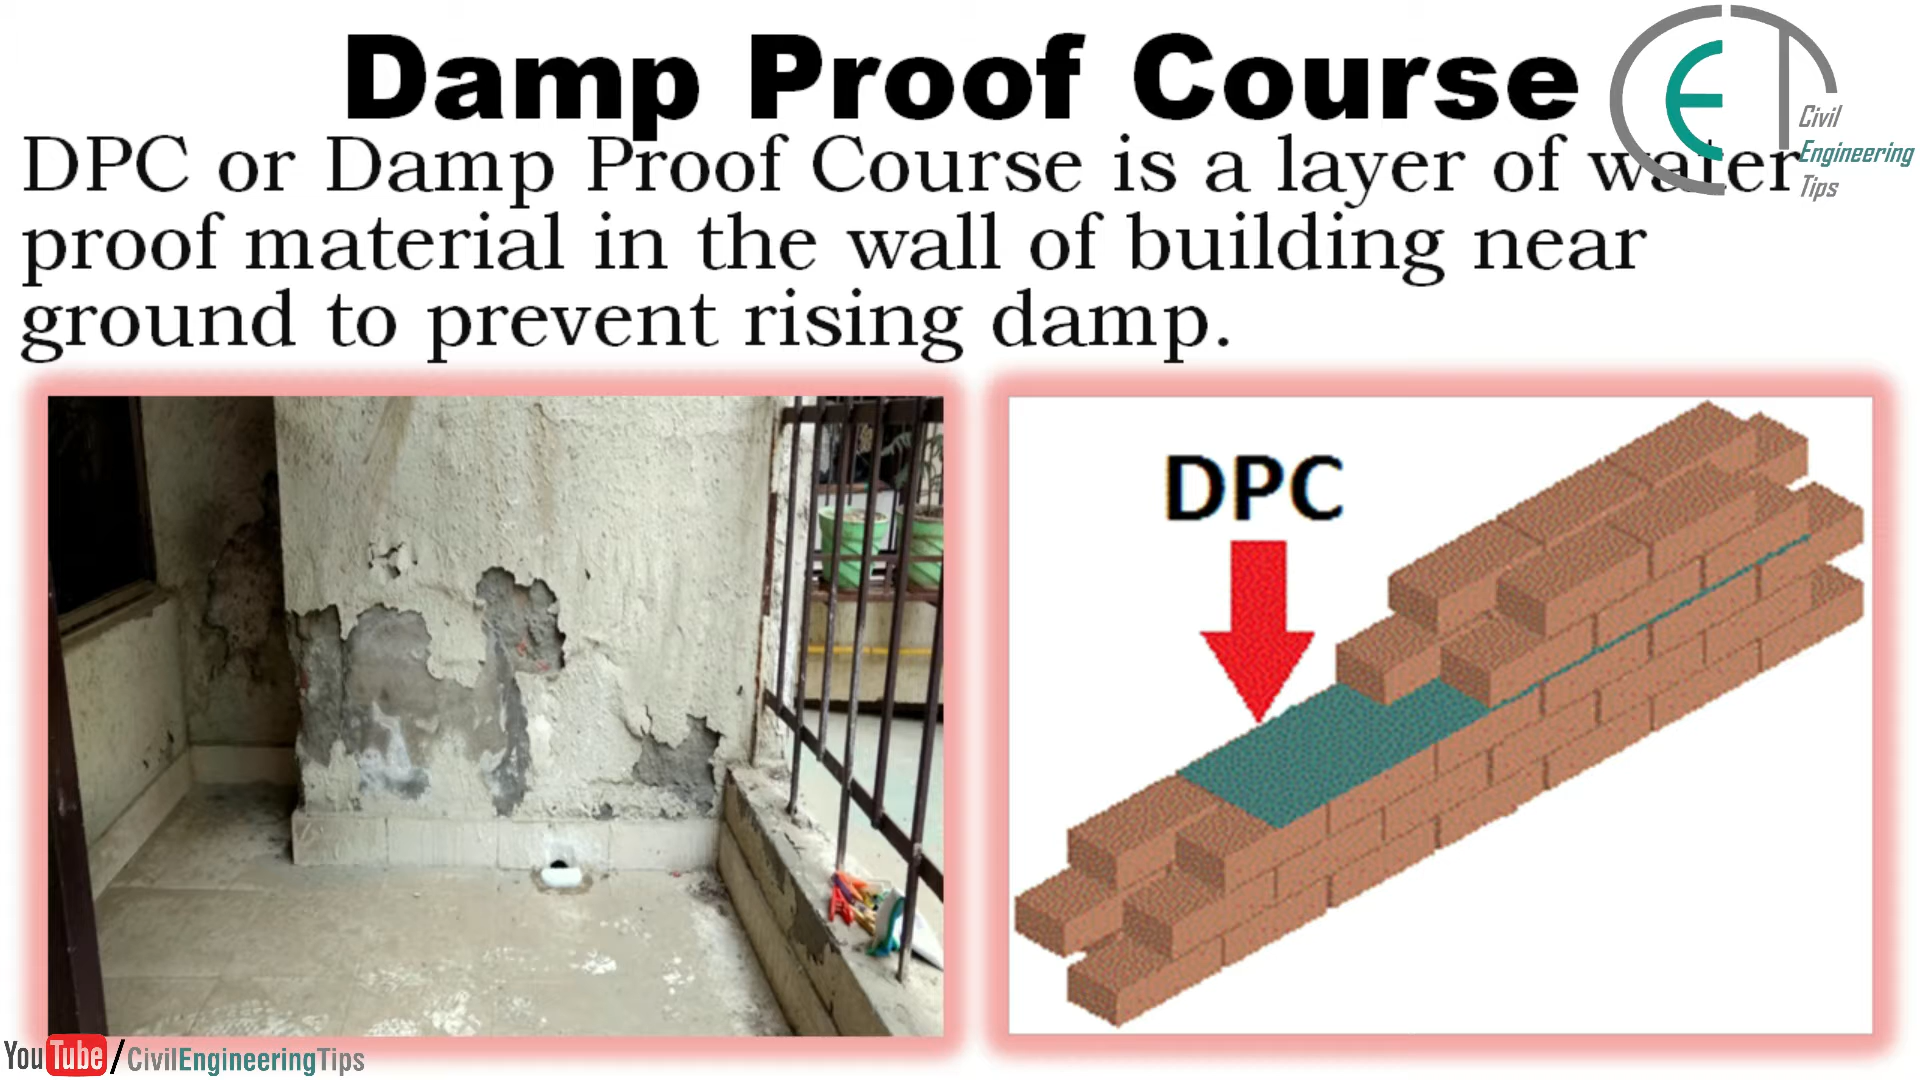 Damp Proof Course
CET
Civil
Engineering
Tips
DPC or Damp Proof Course is a layer of water
proof material in the wall of building near
ground to prevent rising damp.
DPC
YouTube/CivilEngineeringTips